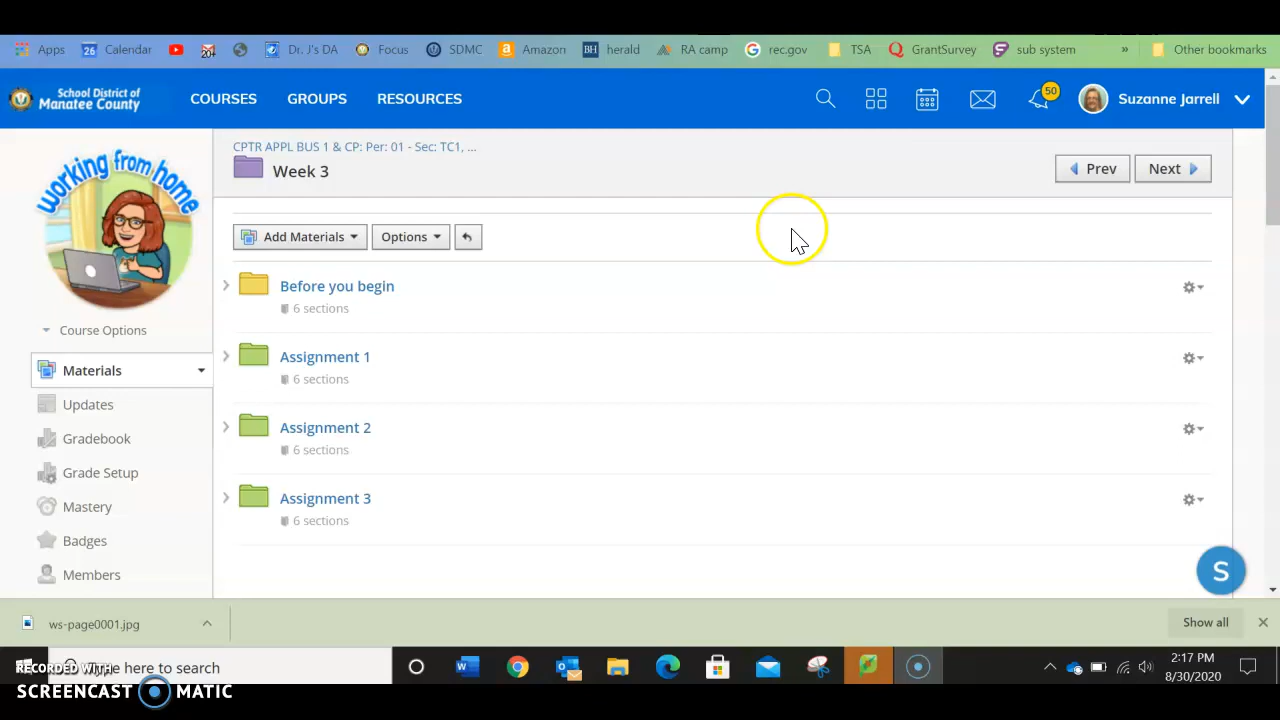 Apps 26 Calendar 20+ Dr. J's DA Focus SDMC a Amazon BH herald RA camp G rec.gov TSA Q GrantSurvey sub system » Other bookmarks
School District of
Manatee County
COURSES GROUPS RESOURCES 50 Suzanne Jarrell
working from home
CPTR APPL BUS 1 & CP: Per: 01 - Sec: TC1, ...
Week 3
Prev Next
Add Materials Options
Before you begin
6 sections
Course Options
Assignment 1
6 sections
Materials
Updates
Assignment 2
Gradebook
6 sections
Grade Setup
Assignment 3
Mastery
6 sections
Badges
Members
S
ws-page0001.jpg Show all
RECORDED WITH
Type here to search
2:17 PM
8/30/2020
SCREENCAST MATIC